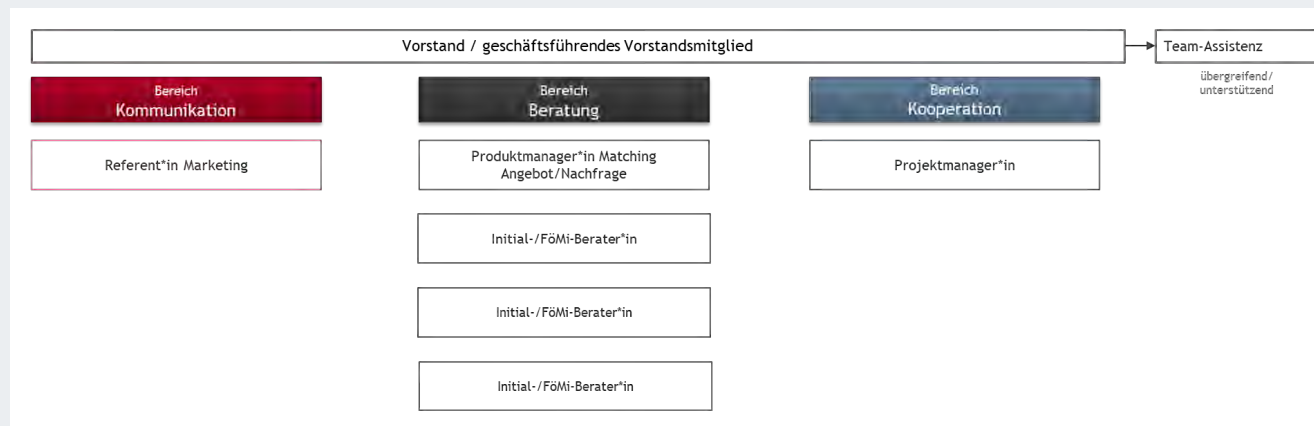 Vorstand / geschäftsführendes Vorstandsmitglied
Team-Assistenz
übergreifend/
unterstützend
Bereich
Kommunikation
Bereich
Beratung
Bereich
Kooperation
Referent*in Marketing
Produktmanager*in Matching
Angebot/Nachfrage
Projektmanager*in
Initial-/FöMi-Berater*in
Initial-/FöMi-Berater*in
Initial-/FöMi-Berater*in